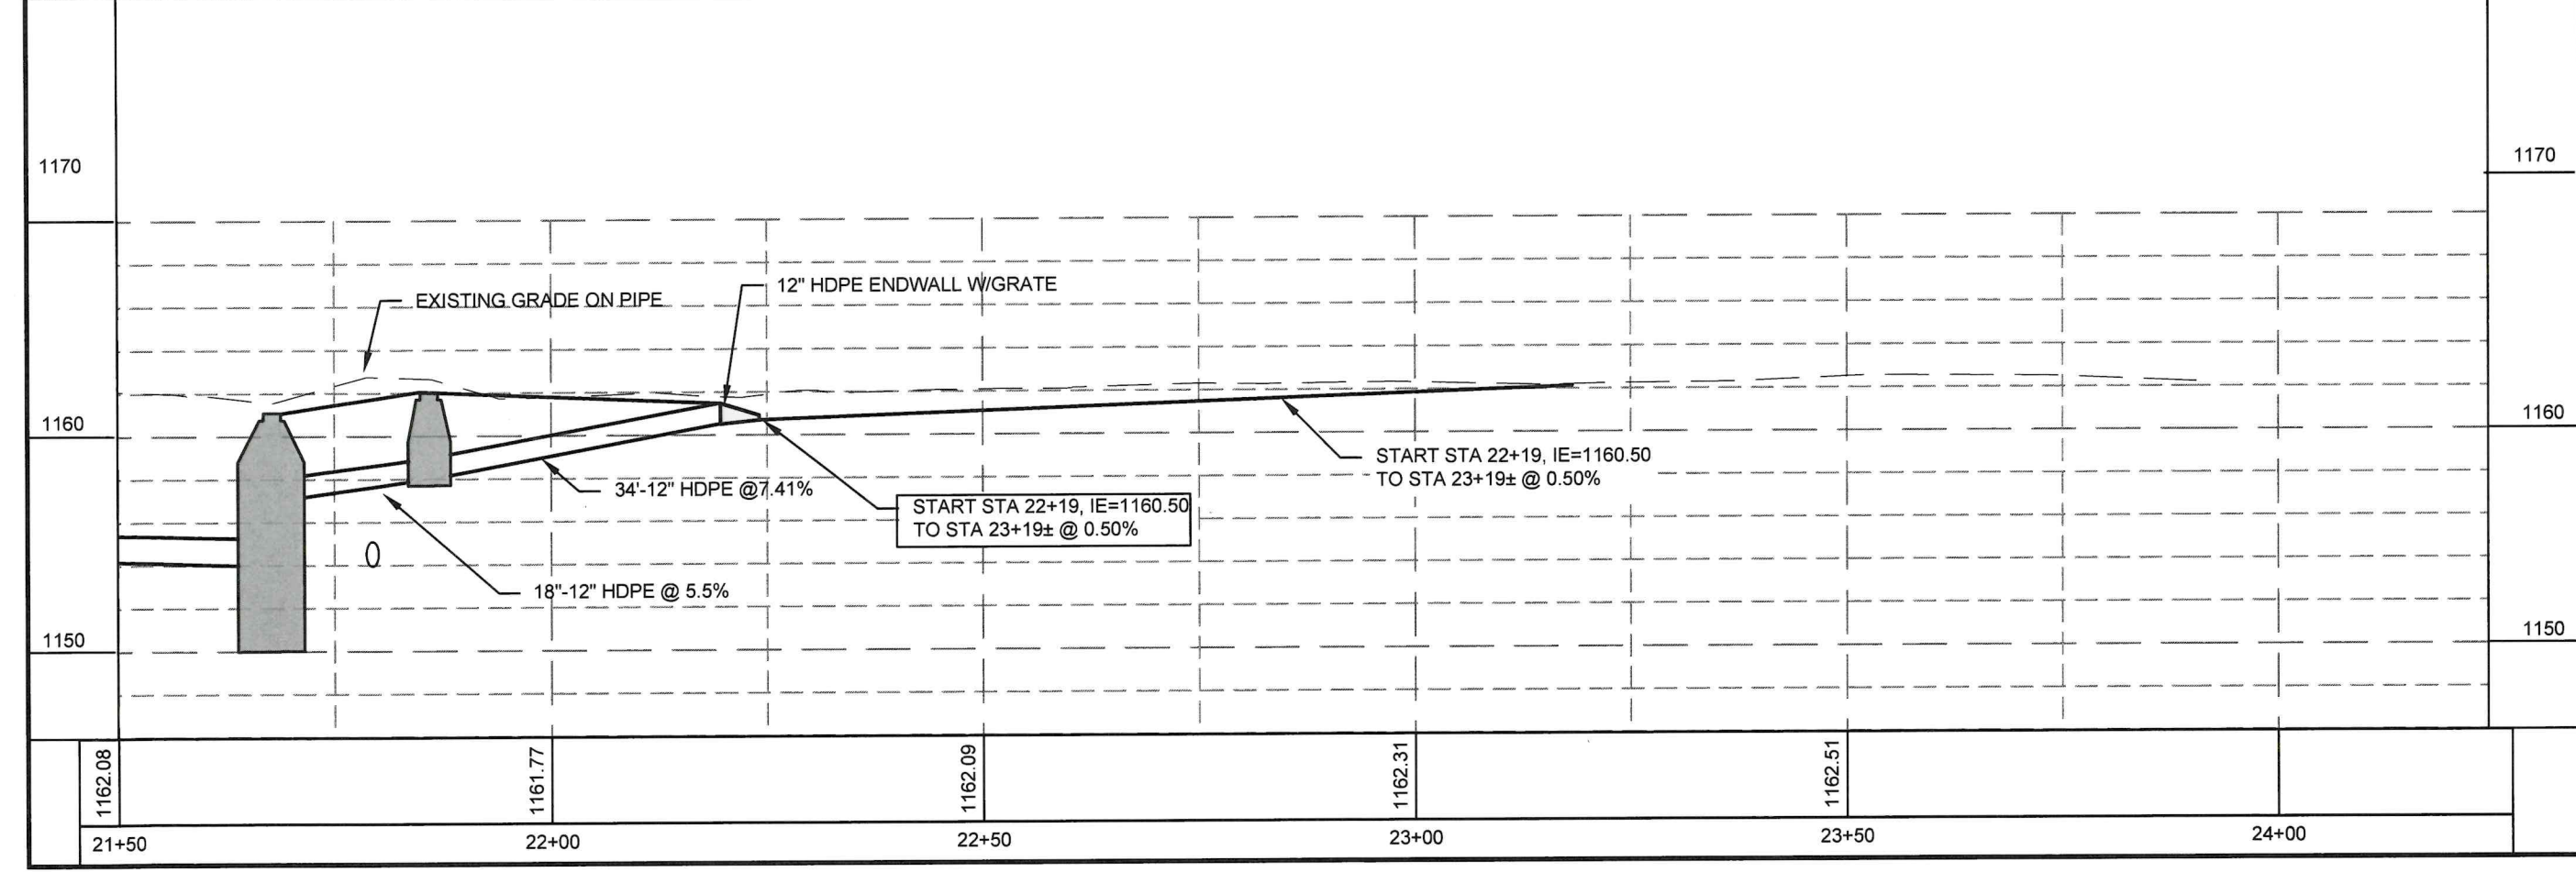 1170
1170
12" HDPE ENDWALL W/GRATE
EXISTING GRADE ON PIPE
1160
1160
START STA 22+19, IE=1160.50
TO STA 23+19± @ 0.50%
34'-12" HDPE @7.41%
START STA 22+19, IE=1160.50
TO STA 23+19± @ 0.50%
18"-12" HDPE @ 5.5%
1150
1150
1162.08
1161.77
1162.09
1162.31
1162.51
21+50
22+00
22+50
23+00
23+50
24+00